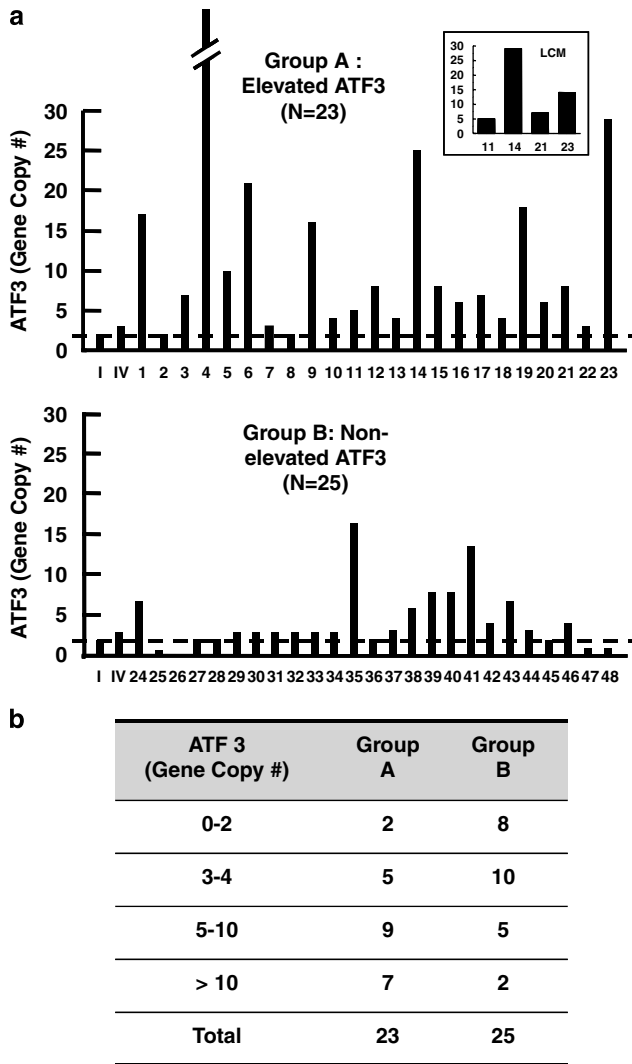 a
Group A :
Elevated ATF3
(N=23)
LCM
30
25
20
15
10
5
0
11 14 21 23
ATF3 (Gene Copy #)
30
25
20
15
10
5
0
I IV 1 2 3 4 5 6 7 8 9 10 11 12 13 14 15 16 17 18 19 20 21 22 23
Group B: Non-
elevated ATF3
(N=25)
ATF3 (Gene Copy #)
30
25
20
15
10
5
0
I IV 24 25 26 27 28 29 30 31 32 33 34 35 36 37 38 39 40 41 42 43 44 45 46 47 48
b
ATF 3 Group Group
(Gene Copy #) A B
0-2 2 8
3-4 5 10
5-10 9 5
> 10 7 2
Total 23 25